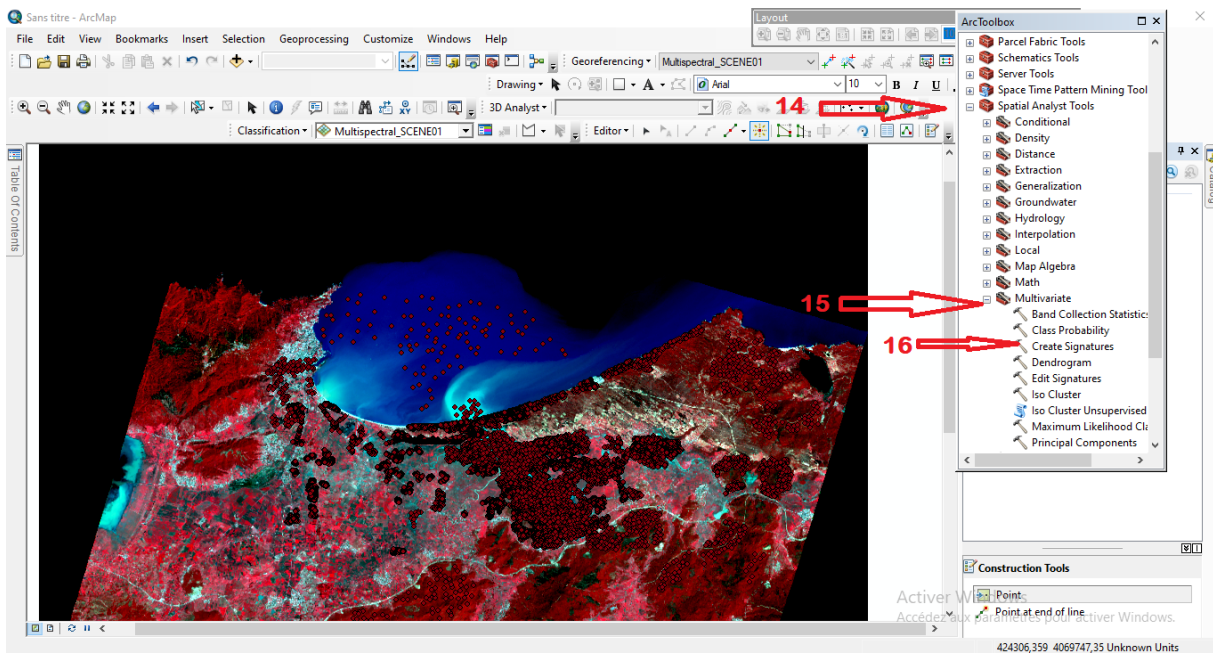 Sans titre - ArcMap
File Edit View Bookmarks Insert Selection Geoprocessing Customize Windows Help
Layout
Georeferencing Multispectral_SCENE01
Drawing A Arial 10 B I U
3D Analyst
Classification Multispectral_SCENE01 Editor
Table Of Contents
ArcToolbox
Parcel Fabric Tools
Schematics Tools
Server Tools
Space Time Pattern Mining Tool
14
Spatial Analyst Tools
Conditional
Density
Distance
Extraction
Generalization
Groundwater
Hydrology
Interpolation
Local
Map Algebra
Math
15
Multivariate
Band Collection Statistics
Class Probability
16
Create Signatures
Dendrogram
Edit Signatures
Iso Cluster
Iso Cluster Unsupervised
Maximum Likelihood Cla
Principal Components
Construction Tools
Point
Point at end of line
Activer Windows
Accédez aux paramètres pour activer Windows.
424306,359 4069747,35 Unknown Units